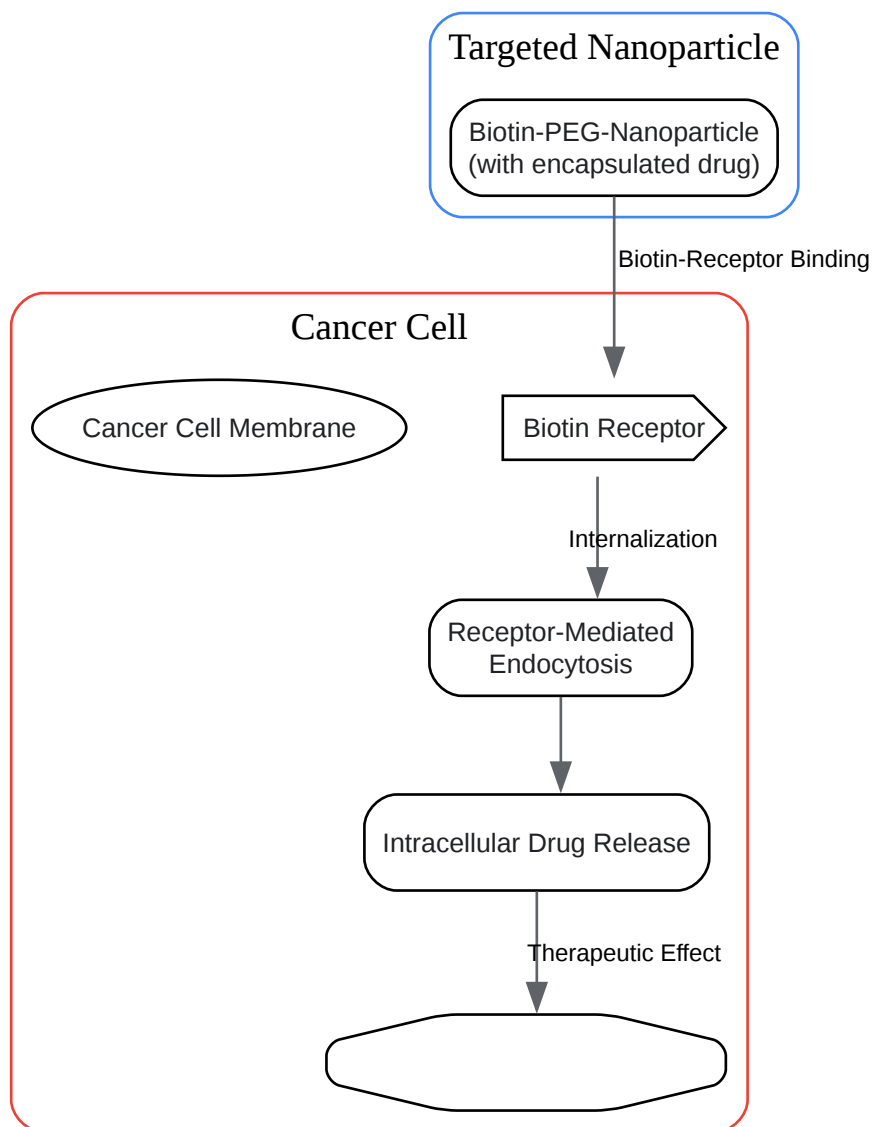 Targeted Nanoparticle
Biotin-PEG-Nanoparticle
(with encapsulated drug)
Biotin-Receptor Binding
Cancer Cell
Cancer Cell Membrane
Biotin Receptor
Internalization
Receptor-Mediated
Endocytosis
Intracellular Drug Release
Therapeutic Effect